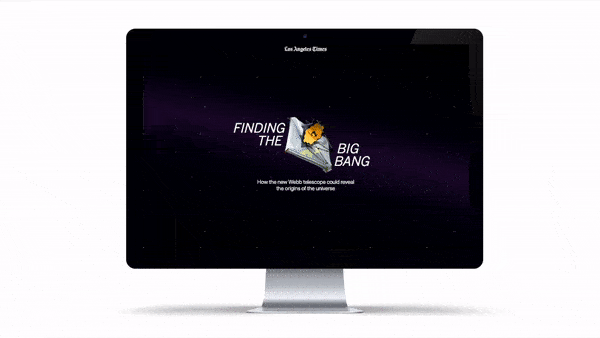 Los Angeles Times
FINDING
THE
BIG
BANG
How the new Webb telescope could reveal
the origins of the universe